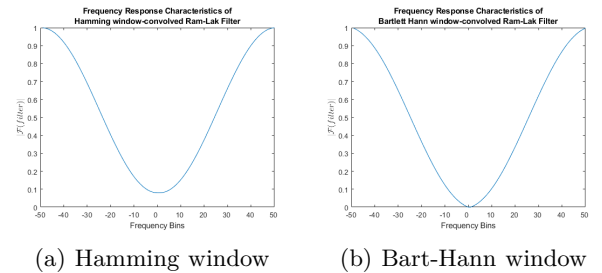 Frequency Response Characteristics of
Hamming window-convolved Ram-Lak Filter
1
0.9
0.8
0.7
0.6
0.5
0.4
0.3
0.2
0.1
0
|F(filter)|
-50 -40 -30 -20 -10 0 10 20 30 40 50
Frequency Bins
(a) Hamming window
Frequency Response Characteristics of
Bartlett Hann window-convolved Ram-Lak Filter
1
0.9
0.8
0.7
0.6
0.5
0.4
0.3
0.2
0.1
0
|F(filter)|
-50 -40 -30 -20 -10 0 10 20 30 40 50
Frequency Bins
(b) Bart-Hann window